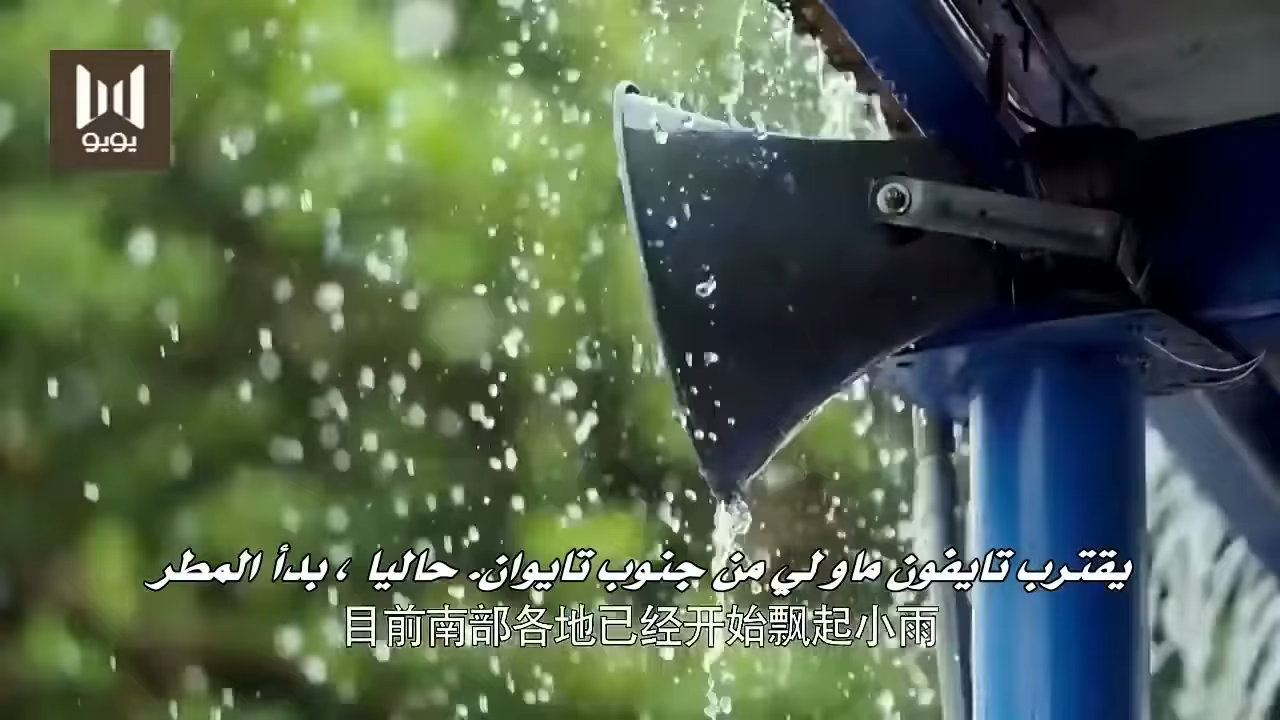 يويو
يقترب تايفون ماولي من جنوب تايوان. حاليا ، بدأ المطر
目前南部各地已经开始飘起小雨